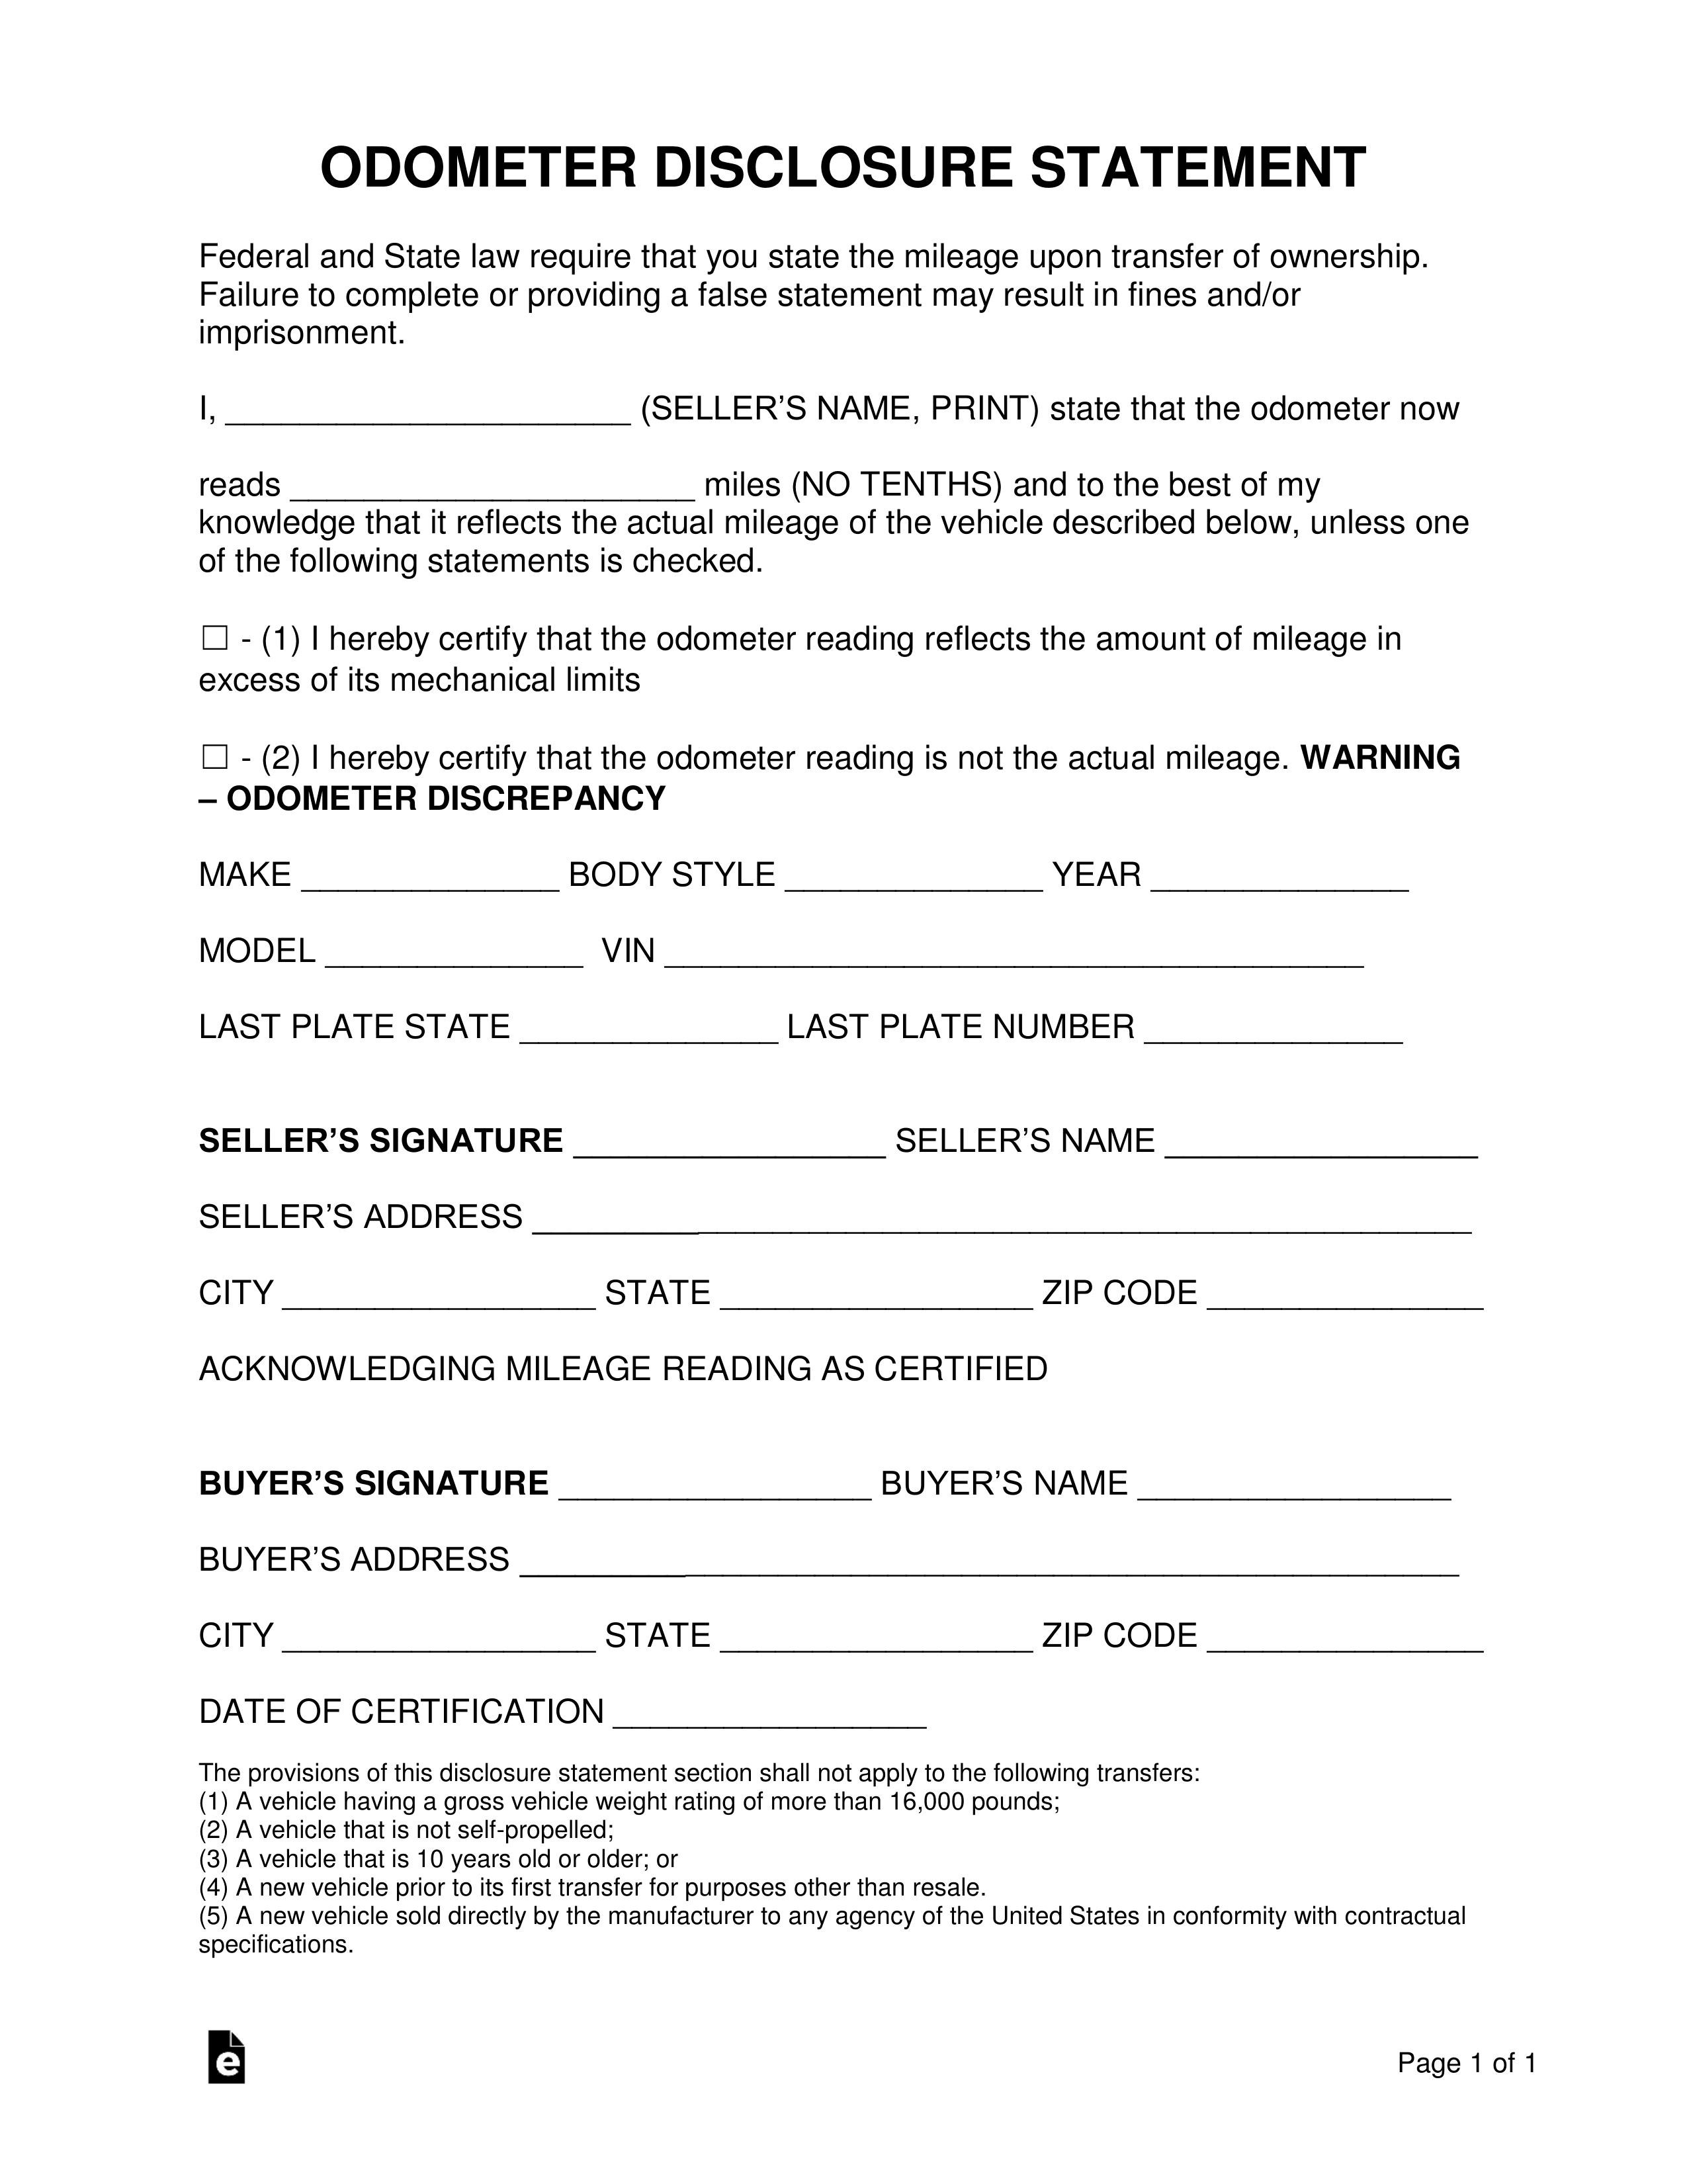 ODOMETER DISCLOSURE STATEMENT
Federal and State law require that you state the mileage upon transfer of ownership.
Failure to complete or providing a false statement may result in fines and/or
imprisonment.
I, ______________________ (SELLER’S NAME, PRINT) state that the odometer now
reads ______________________ miles (NO TENTHS) and to the best of my
knowledge that it reflects the actual mileage of the vehicle described below, unless one
of the following statements is checked.
☐ - (1) I hereby certify that the odometer reading reflects the amount of mileage in
excess of its mechanical limits
☐ - (2) I hereby certify that the odometer reading is not the actual mileage. WARNING
– ODOMETER DISCREPANCY
MAKE ______________ BODY STYLE ______________ YEAR ______________
MODEL ______________ VIN ______________________________________
LAST PLATE STATE ______________ LAST PLATE NUMBER ______________
SELLER’S SIGNATURE _________________ SELLER’S NAME _________________
SELLER’S ADDRESS ___________________________________________________
CITY _________________ STATE _________________ ZIP CODE _______________
ACKNOWLEDGING MILEAGE READING AS CERTIFIED
BUYER’S SIGNATURE _________________ BUYER’S NAME _________________
BUYER’S ADDRESS ___________________________________________________
CITY _________________ STATE _________________ ZIP CODE _______________
DATE OF CERTIFICATION _________________
The provisions of this disclosure statement section shall not apply to the following transfers:
(1) A vehicle having a gross vehicle weight rating of more than 16,000 pounds;
(2) A vehicle that is not self-propelled;
(3) A vehicle that is 10 years old or older; or
(4) A new vehicle prior to its first transfer for purposes other than resale.
(5) A new vehicle sold directly by the manufacturer to any agency of the United States in conformity with contractual
specifications.
e
Page 1 of 1